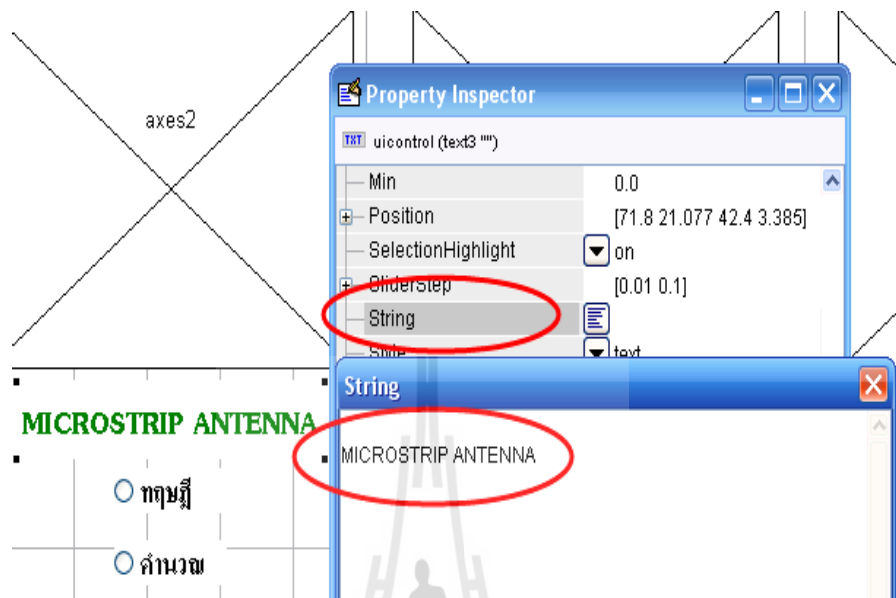 axes2
Property Inspector
TXT uicontrol (text3 "")
Min 0.0
Position [71.8 21.077 42.4 3.385]
SelectionHighlight on
SliderStep [0.01 0.1]
String
Style text
String
MICROSTRIP ANTENNA
MICROSTRIP ANTENNA
ทฤษฎี
คำนวณ